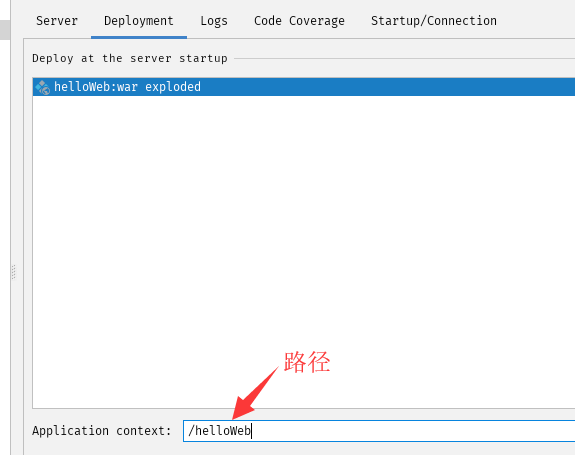 Server Deployment Logs Code Coverage Startup/Connection
Deploy at the server startup
helloWeb:war exploded
路径
Application context: /helloWeb